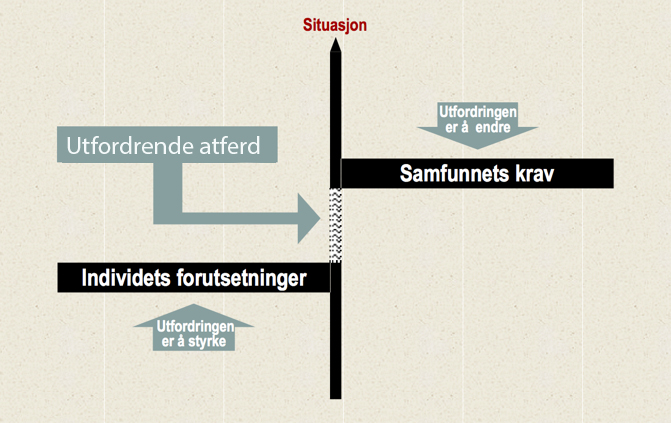 Situasjon
Utfordringen
er å endre
Utfordrende atferd
Samfunnets krav
Individets forutsetninger
Utfordringen
er å styrke